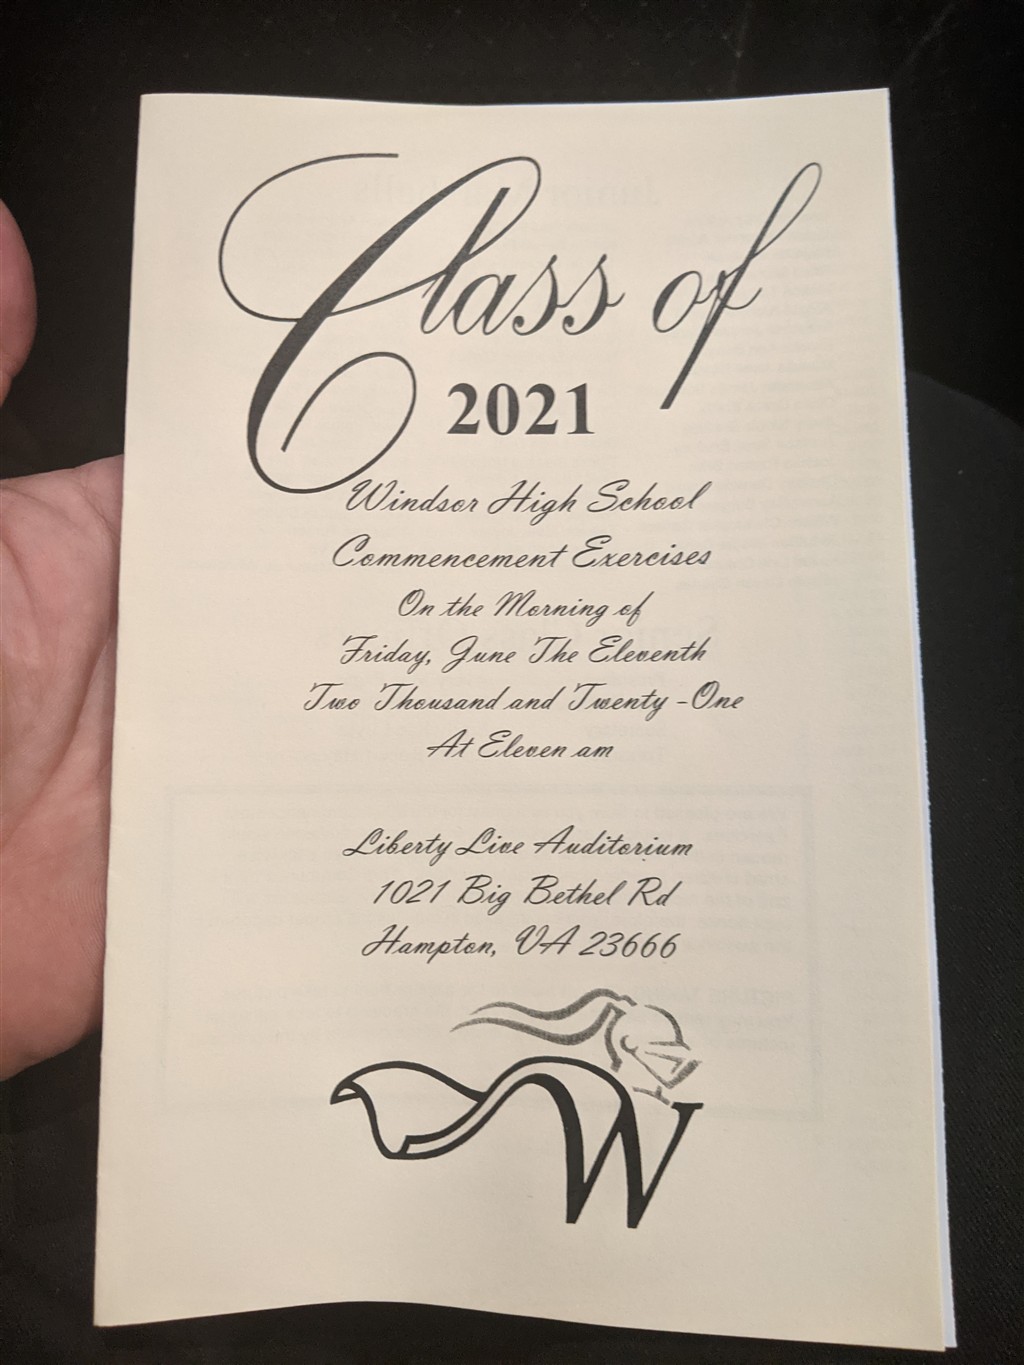 Class of
2021
Windsor High School
Commencement Exercises
On the Morning of
Friday, June The Eleventh
Two Thousand and Twenty -One
At Eleven am
Liberty Live Auditorium
1021 Big Bethel Rd
Hampton, VA 23666
W